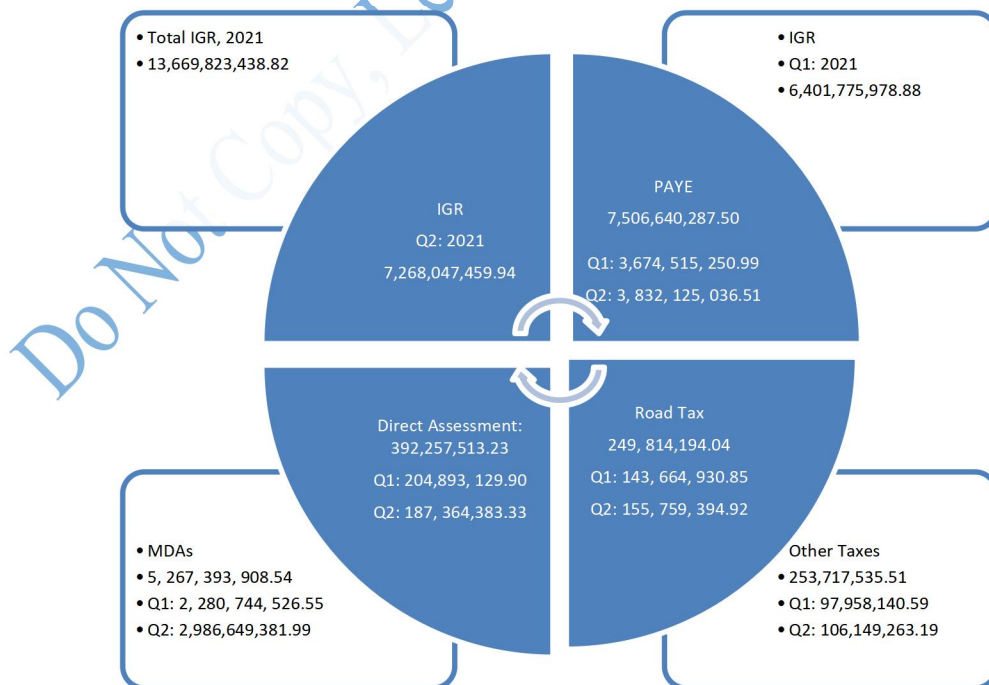 Do Not Copy,
• Total IGR, 2021
• 13,669,823,438.82
• IGR
• Q1: 2021
• 6,401,775,978.88
IGR
Q2: 2021
7,268,047,459.94
PAYE
7,506,640,287.50
Q1: 3,674, 515, 250.99
Q2: 3, 832, 125, 036.51
Direct Assessment:
392,257,513.23
Q1: 204,893, 129.90
Q2: 187, 364,383.33
Road Tax
249, 814,194.04
Q1: 143, 664, 930.85
Q2: 155, 759, 394.92
• MDAs
• 5, 267, 393, 908.54
• Q1: 2, 280, 744, 526.55
• Q2: 2,986,649,381.99
• Other Taxes
• 253,717,535.51
• Q1: 97,958,140.59
• Q2: 106,149,263.19